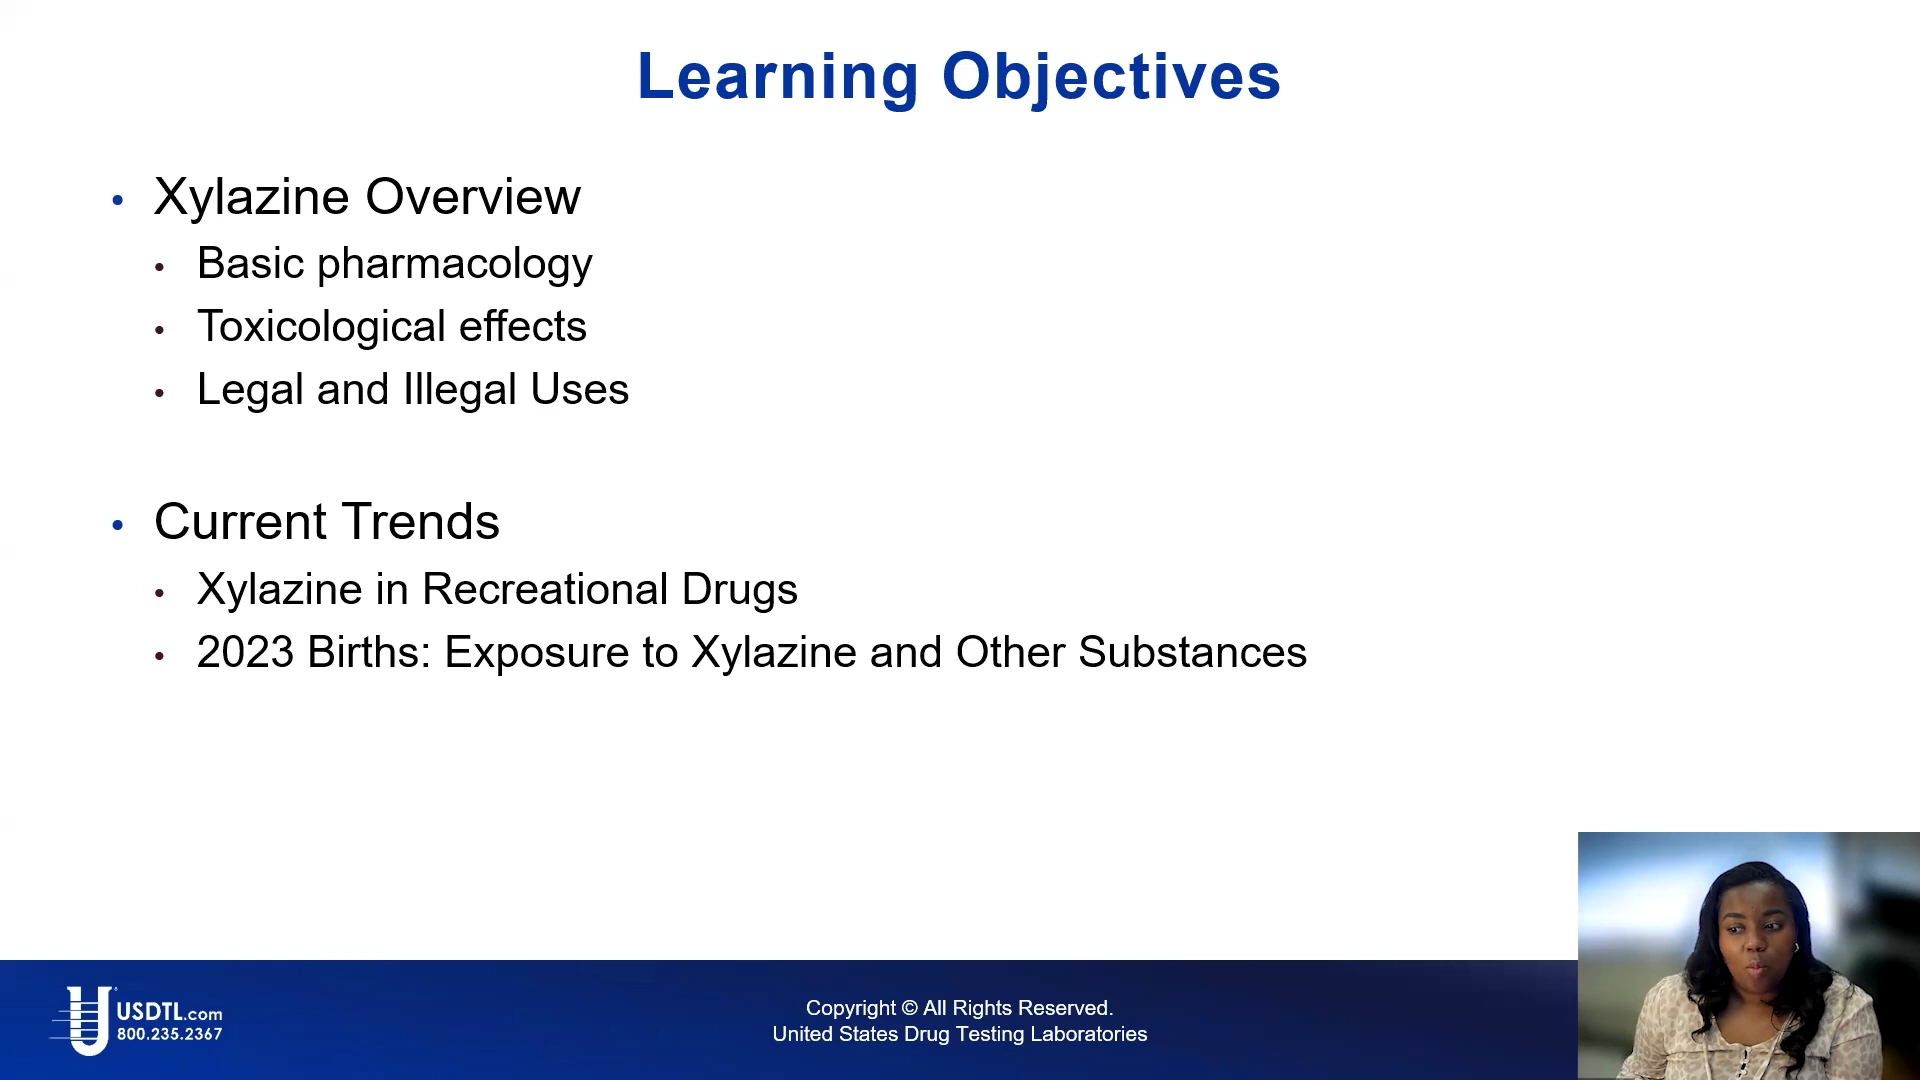 Learning Objectives
• Xylazine Overview
• Basic pharmacology
• Toxicological effects
• Legal and Illegal Uses
• Current Trends
• Xylazine in Recreational Drugs
• 2023 Births: Exposure to Xylazine and Other Substances
USDTL.com
800.235.2367
Copyright © All Rights Reserved.
United States Drug Testing Laboratories